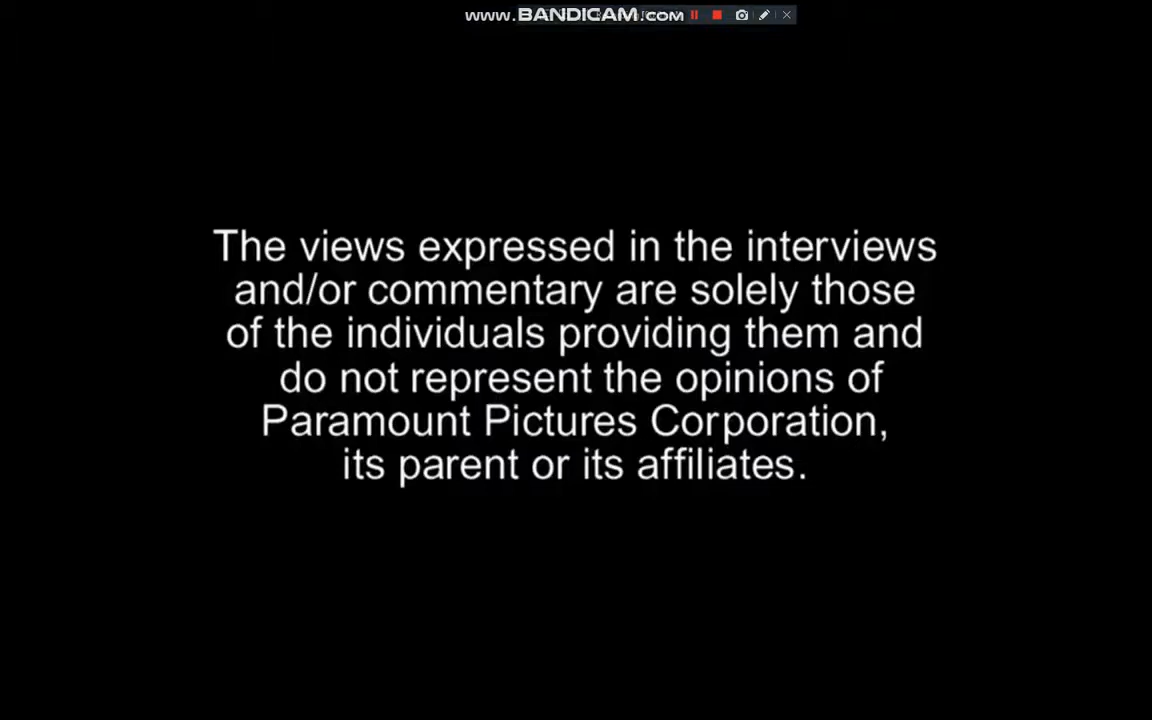 www.BANDICAM.com
The views expressed in the interviews
and/or commentary are solely those
of the individuals providing them and
do not represent the opinions of
Paramount Pictures Corporation,
its parent or its affiliates.